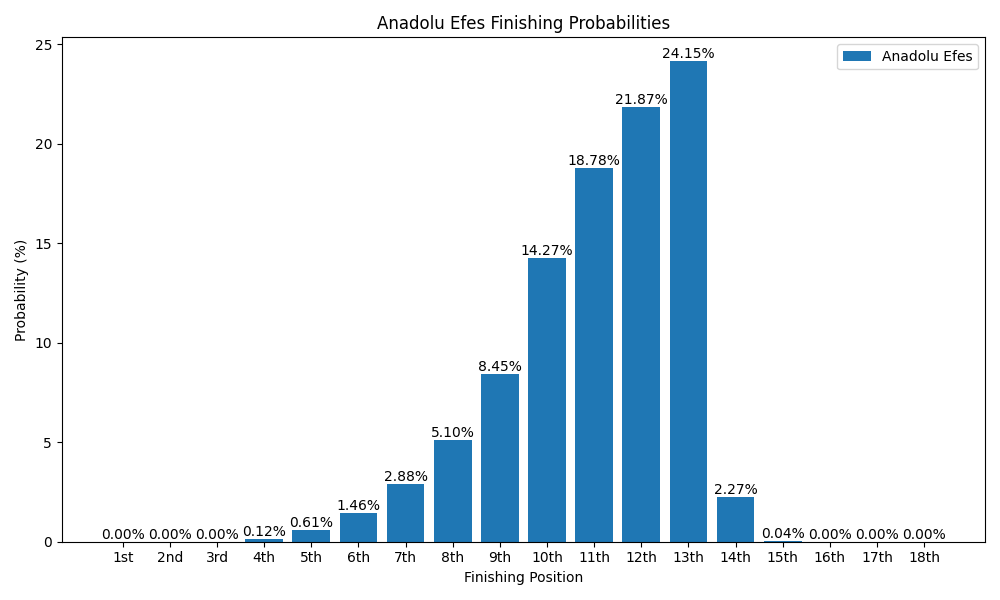 Anadolu Efes Finishing Probabilities
Anadolu Efes
Probability (%)
25
20
15
10
5
0
0.00% 0.00% 0.00% 0.12% 0.61% 1.46% 2.88% 5.10% 8.45% 14.27% 18.78% 21.87% 24.15% 2.27% 0.04% 0.00% 0.00% 0.00%
1st 2nd 3rd 4th 5th 6th 7th 8th 9th 10th 11th 12th 13th 14th 15th 16th 17th 18th
Finishing Position